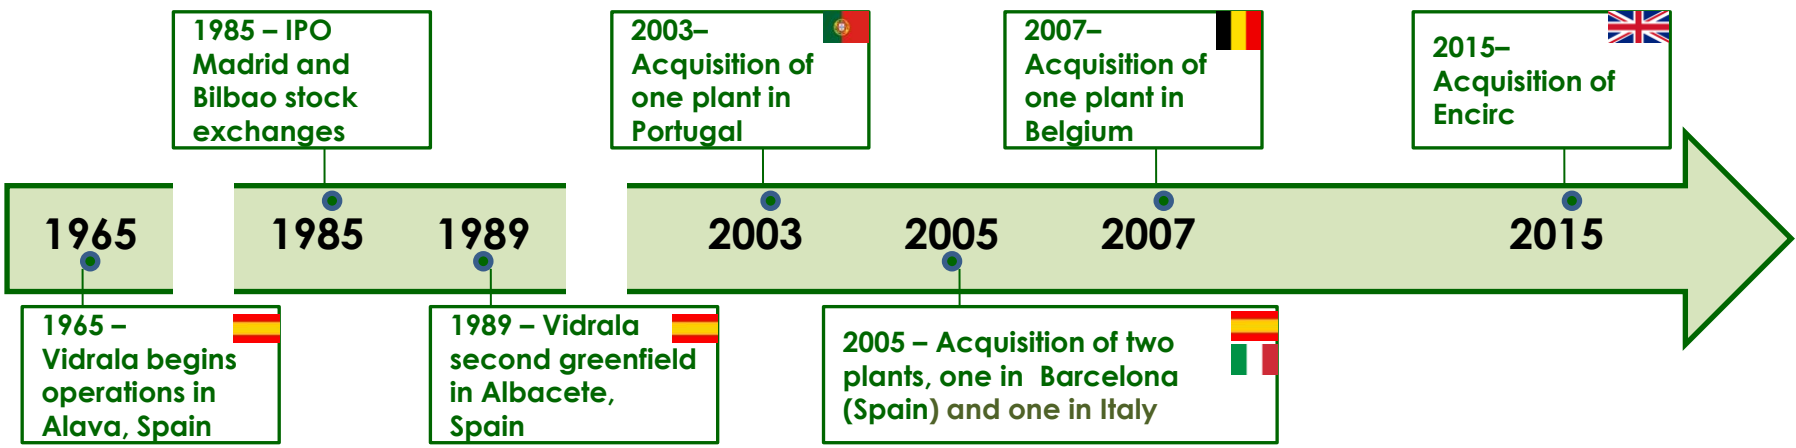 1985 – IPO
Madrid and
Bilbao stock
exchanges
2003–
Acquisition of
one plant in
Portugal
2007–
Acquisition of
one plant in
Belgium
2015–
Acquisition of
Encirc
1965
1985
1989
2003
2005
2007
2015
1965 –
Vidrala begins
operations in
Alava, Spain
1989 – Vidrala
second greenfield
in Albacete,
Spain
2005 – Acquisition of two
plants, one in  Barcelona
(Spain) and one in Italy